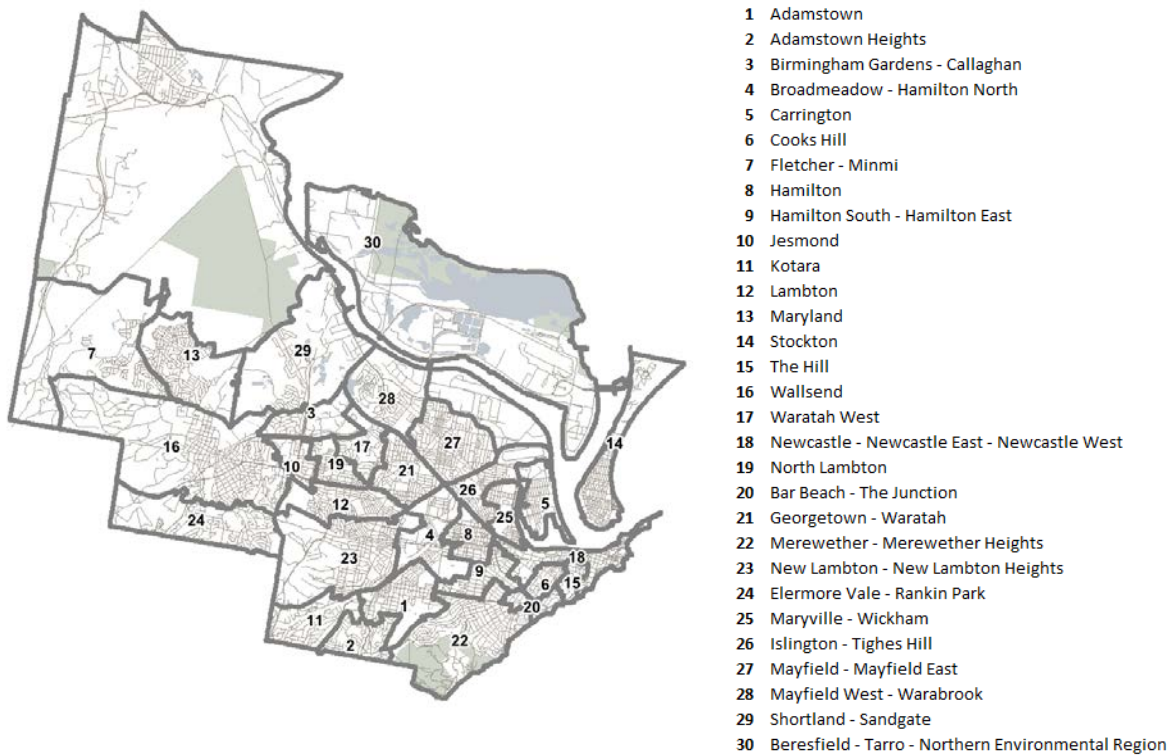 1 Adamstown
2 Adamstown Heights
3 Birmingham Gardens - Callaghan
4 Broadmeadow - Hamilton North
5 Carrington
6 Cooks Hill
7 Fletcher - Minmi
8 Hamilton
9 Hamilton South - Hamilton East
10 Jesmond
11 Kotara
12 Lambton
13 Maryland
14 Stockton
15 The Hill
16 Wallsend
17 Waratah West
18 Newcastle - Newcastle East - Newcastle West
19 North Lambton
20 Bar Beach - The Junction
21 Georgetown - Waratah
22 Merewether - Merewether Heights
23 New Lambton - New Lambton Heights
24 Elermore Vale - Rankin Park
25 Maryville - Wickham
26 Islington - Tighes Hill
27 Mayfield - Mayfield East
28 Mayfield West - Warabrook
29 Shortland - Sandgate
30 Beresfield - Tarro - Northern Environmental Region
30
7
13
29
28
3
16
17
27
14
10
19
21
26
12
5
24
25
4
8
23
18
9
6
15
1
20
11
22
2